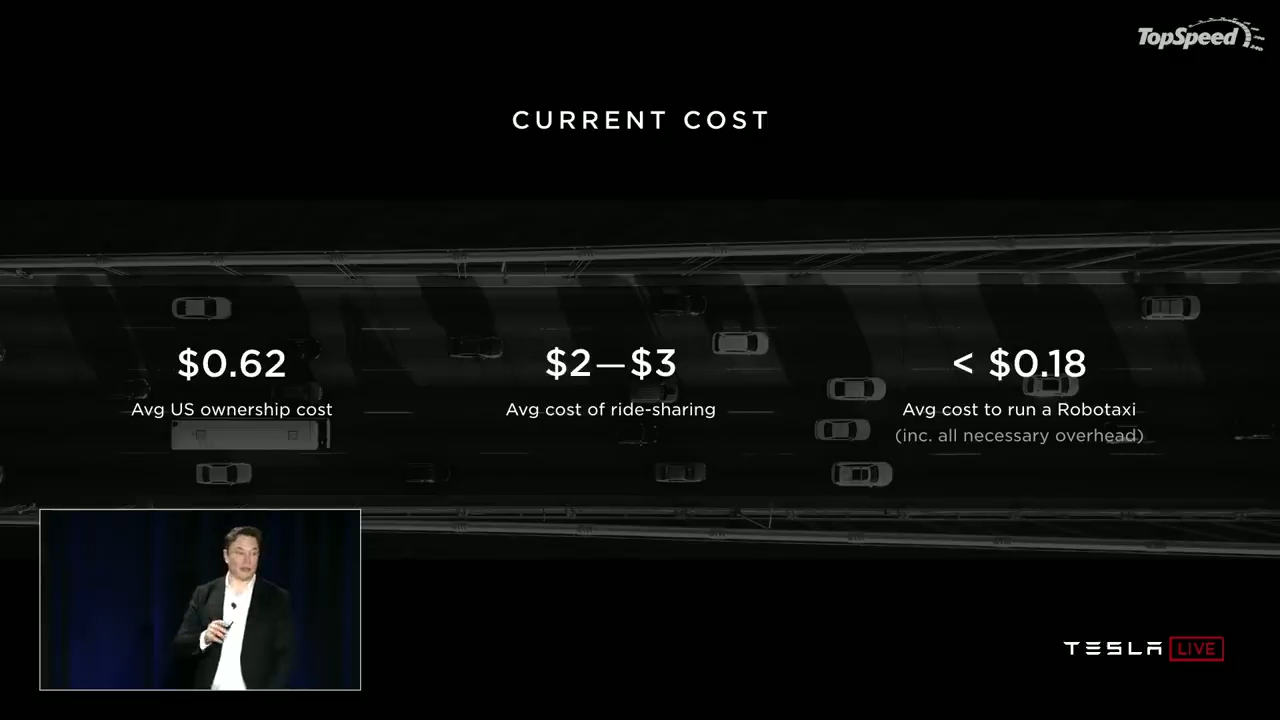 TopSpeed
CURRENT COST
$0.62
Avg US ownership cost
$2—$3
Avg cost of ride-sharing
< $0.18
Avg cost to run a Robotaxi
(inc. all necessary overhead)
TESLA LIVE